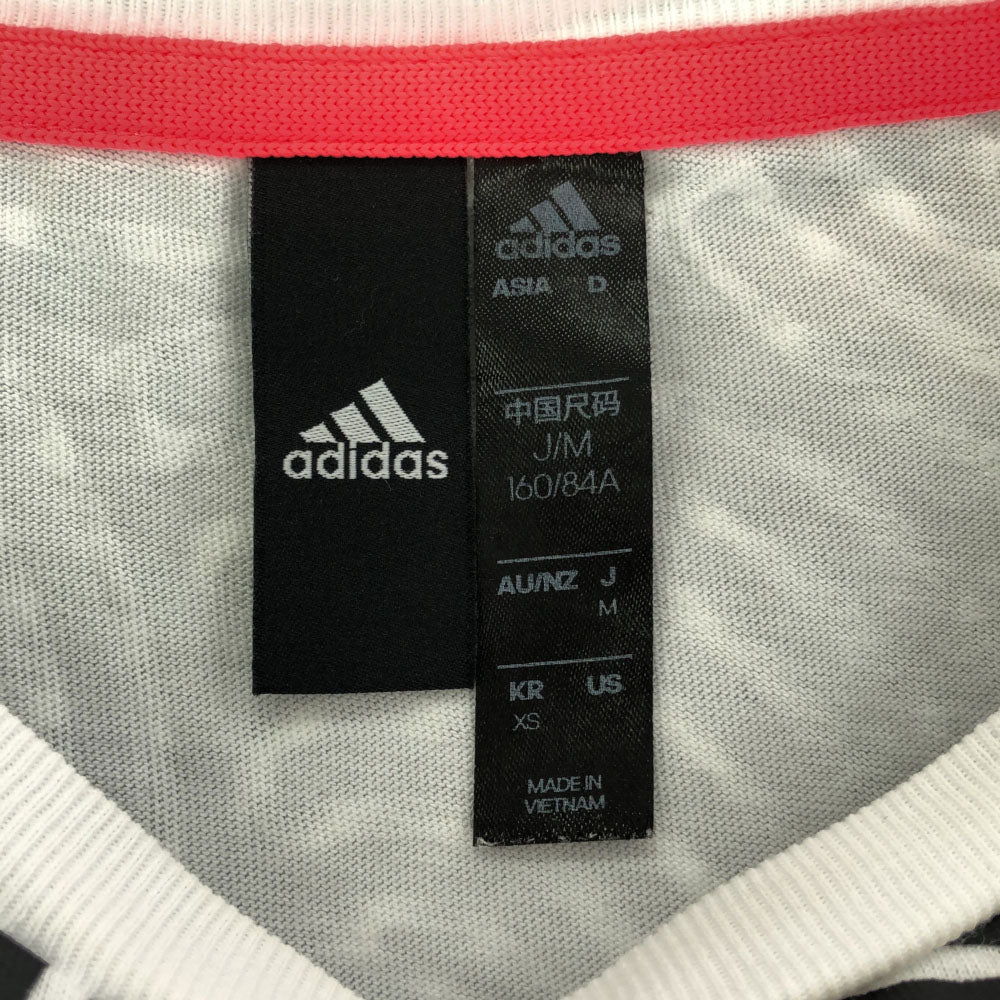 adidas
adidas
ASIA D
中国尺码
J/M
160/84A
AU/NZ J
M
KR US
XS
MADE IN
VIETNAM